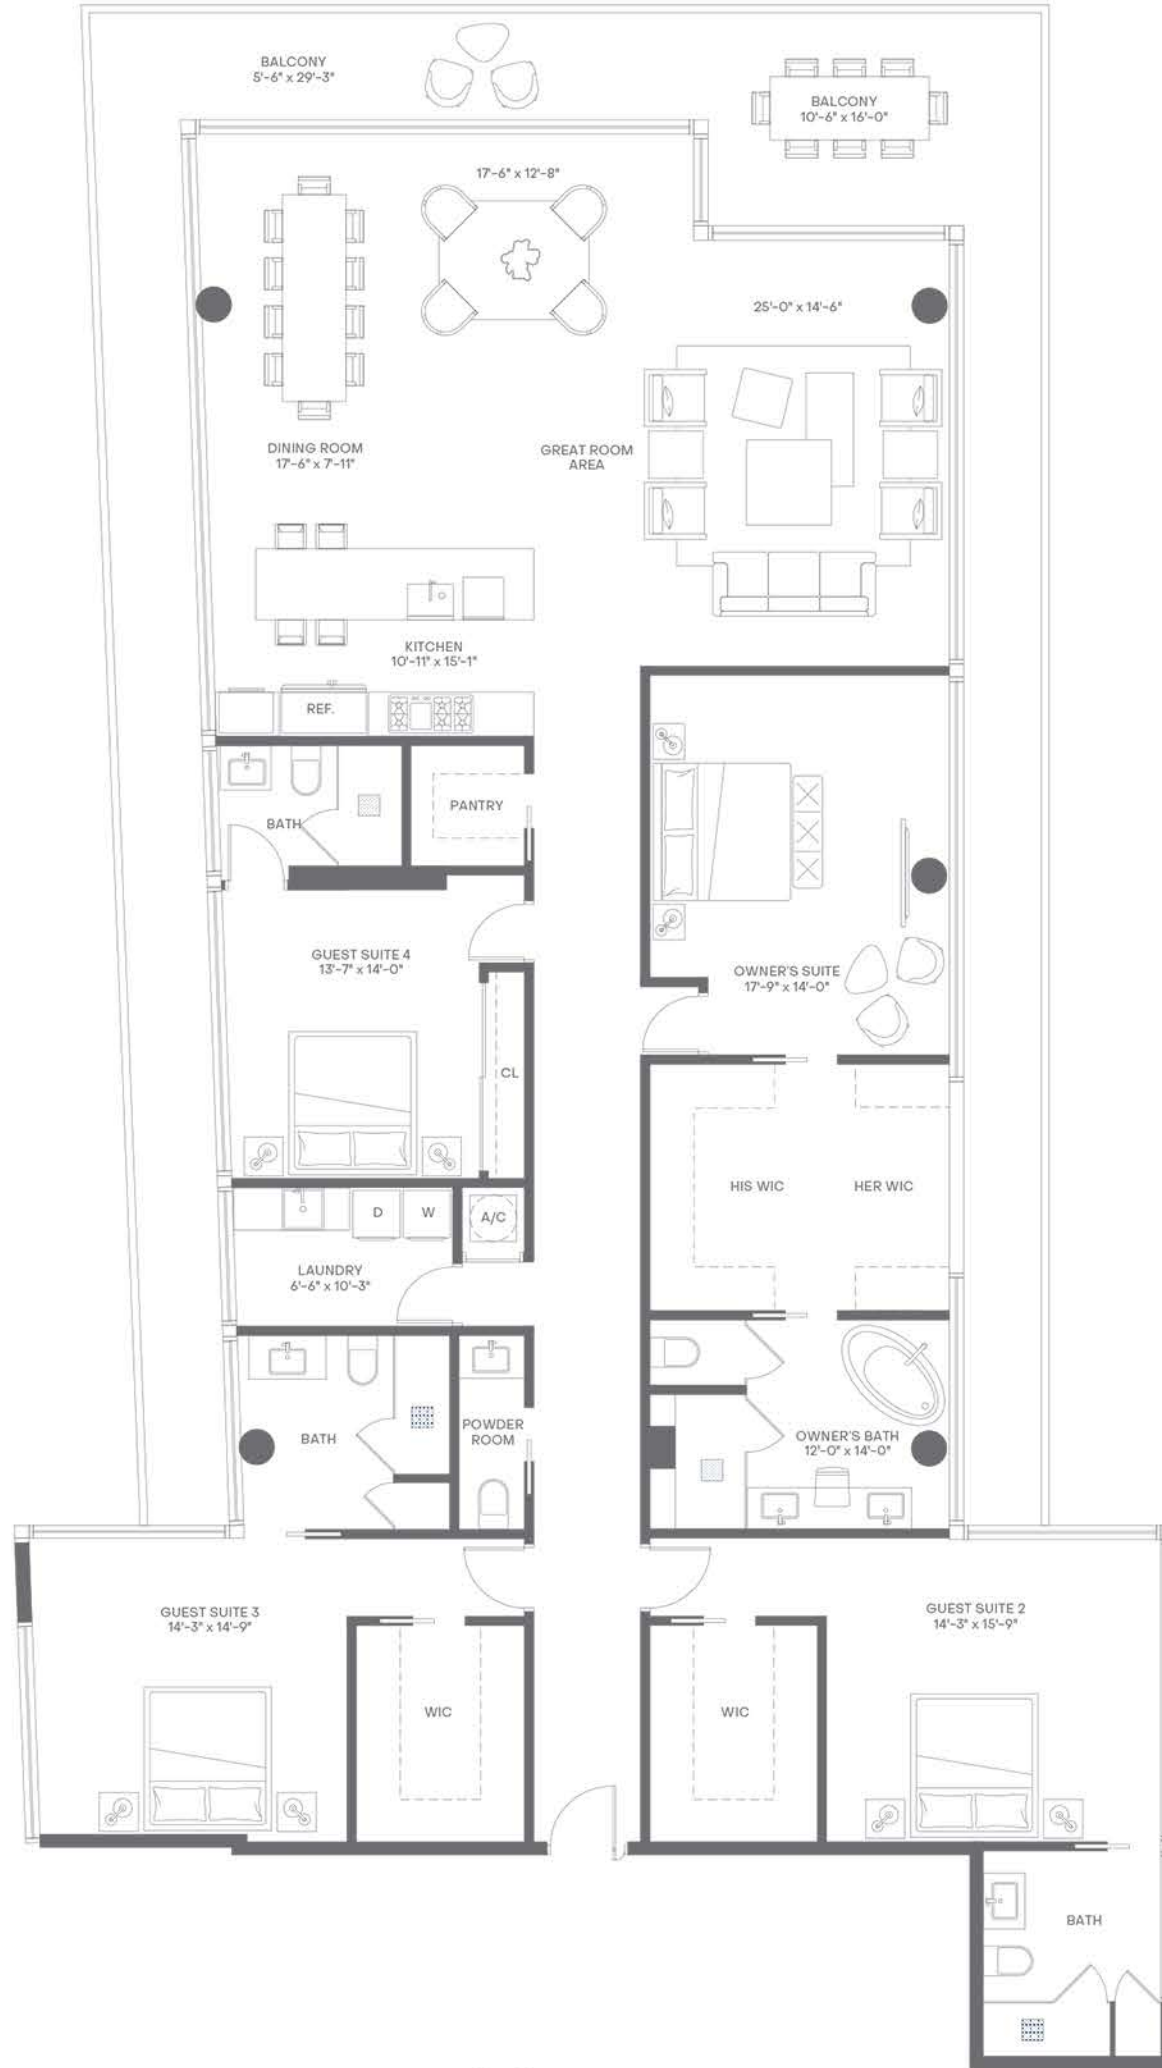 BALCONY
5'-6" x 29'-3"
BALCONY
10'-6" x 16'-0"
17'-6" x 12'-8"
25'-0" x 14'-6"
DINING ROOM
17'-6" x 7'-11"
GREAT ROOM
AREA
KITCHEN
10'-11" x 15'-1"
REF.
PANTRY
BATH
GUEST SUITE 4
13'-7" x 14'-0"
OWNER'S SUITE
17'-9" x 14'-0"
CL
HIS WIC
HER WIC
D
W
A/C
LAUNDRY
6'-6" x 10'-3"
POWDER
ROOM
BATH
OWNER'S BATH
12'-0" x 14'-0"
GUEST SUITE 3
14'-3" x 14'-9"
GUEST SUITE 2
14'-3" x 15'-9"
WIC
WIC
BATH